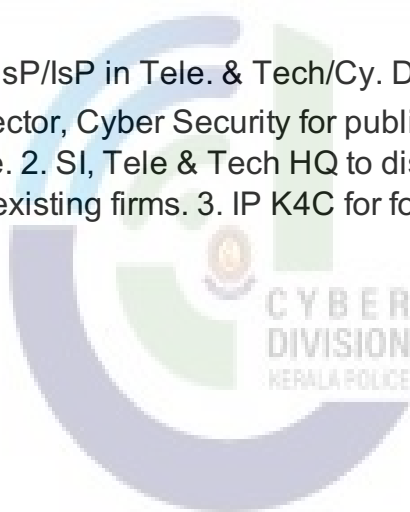 sP/IsP in Tele. & Tech/Cy. D
ector, Cyber Security for publi
e. 2. SI, Tele & Tech HQ to dis
existing firms. 3. IP K4C for fo
CYBER
DIVISION
KERALA POLICE